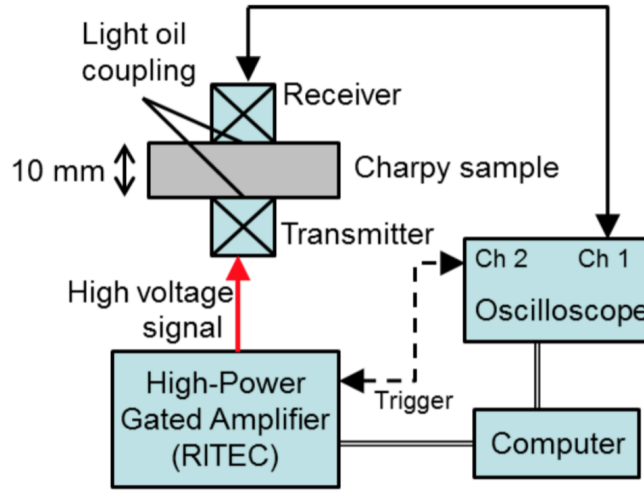 Light oil
coupling
Receiver
10 mm
Charpy sample
Transmitter
High voltage
signal
Ch 2 Ch 1
Oscilloscope
High-Power
Gated Amplifier
(RITEC)
Trigger
Computer